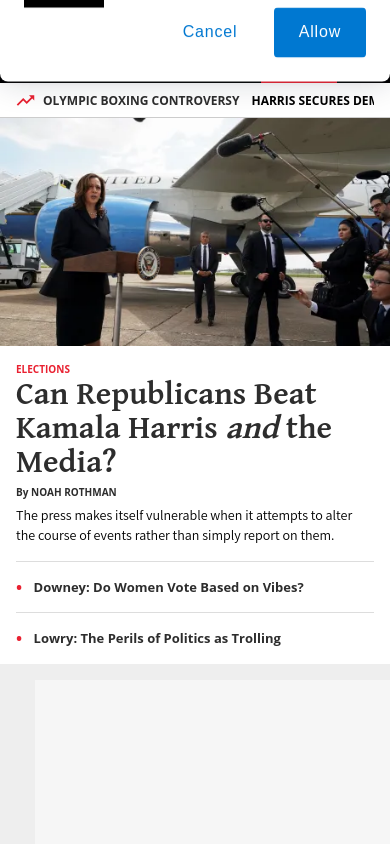 Cancel
Allow
OLYMPIC BOXING CONTROVERSY HARRIS SECURES DEM
UNITED STATES
ELECTIONS
Can Republicans Beat
Kamala Harris and the
Media?
By NOAH ROTHMAN
The press makes itself vulnerable when it attempts to alter
the course of events rather than simply report on them.
Downey: Do Women Vote Based on Vibes?
Lowry: The Perils of Politics as Trolling